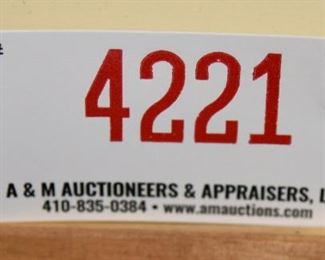 #
4221
A & M AUCTIONEERS & APPRAISERS, L
410-835-0384 • www.amauctions.com